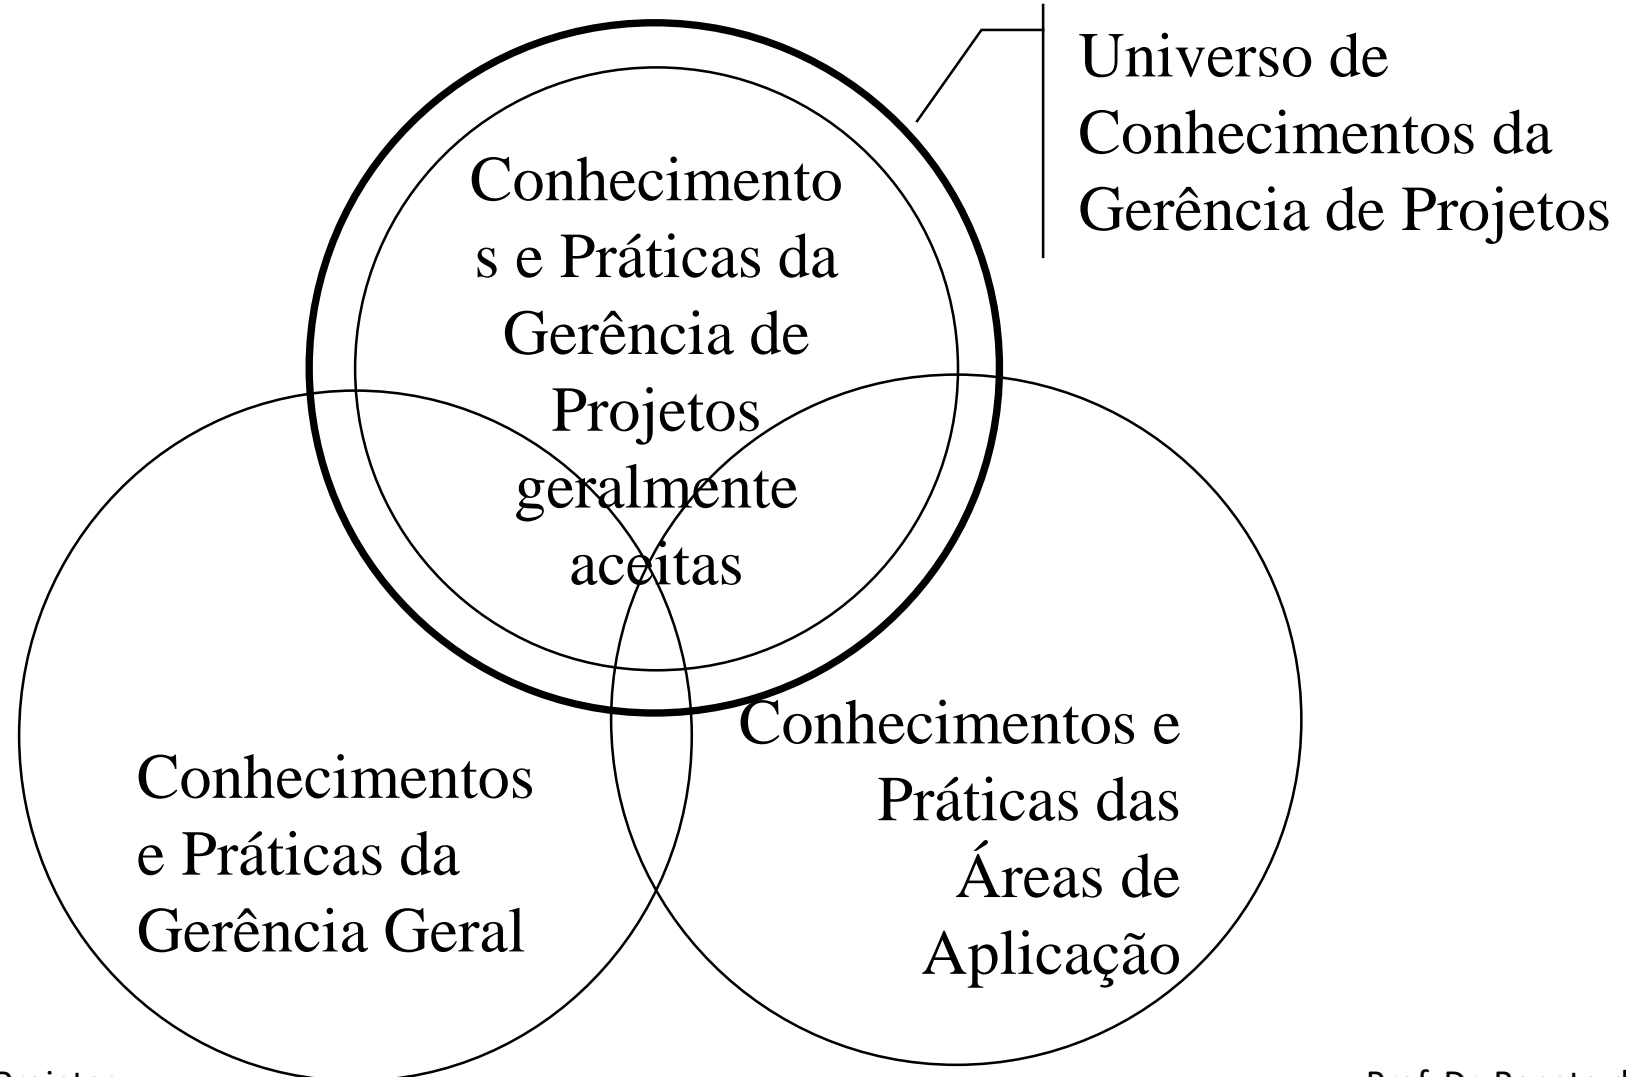 Universo de
Conhecimentos da
Gerência de Projetos
Conhecimento
s e Práticas da
Gerência de
Projetos
geralmente
aceitas
Conhecimentos e
Práticas das
Áreas de
Aplicação
Conhecimentos
e Práticas da
Gerência Geral